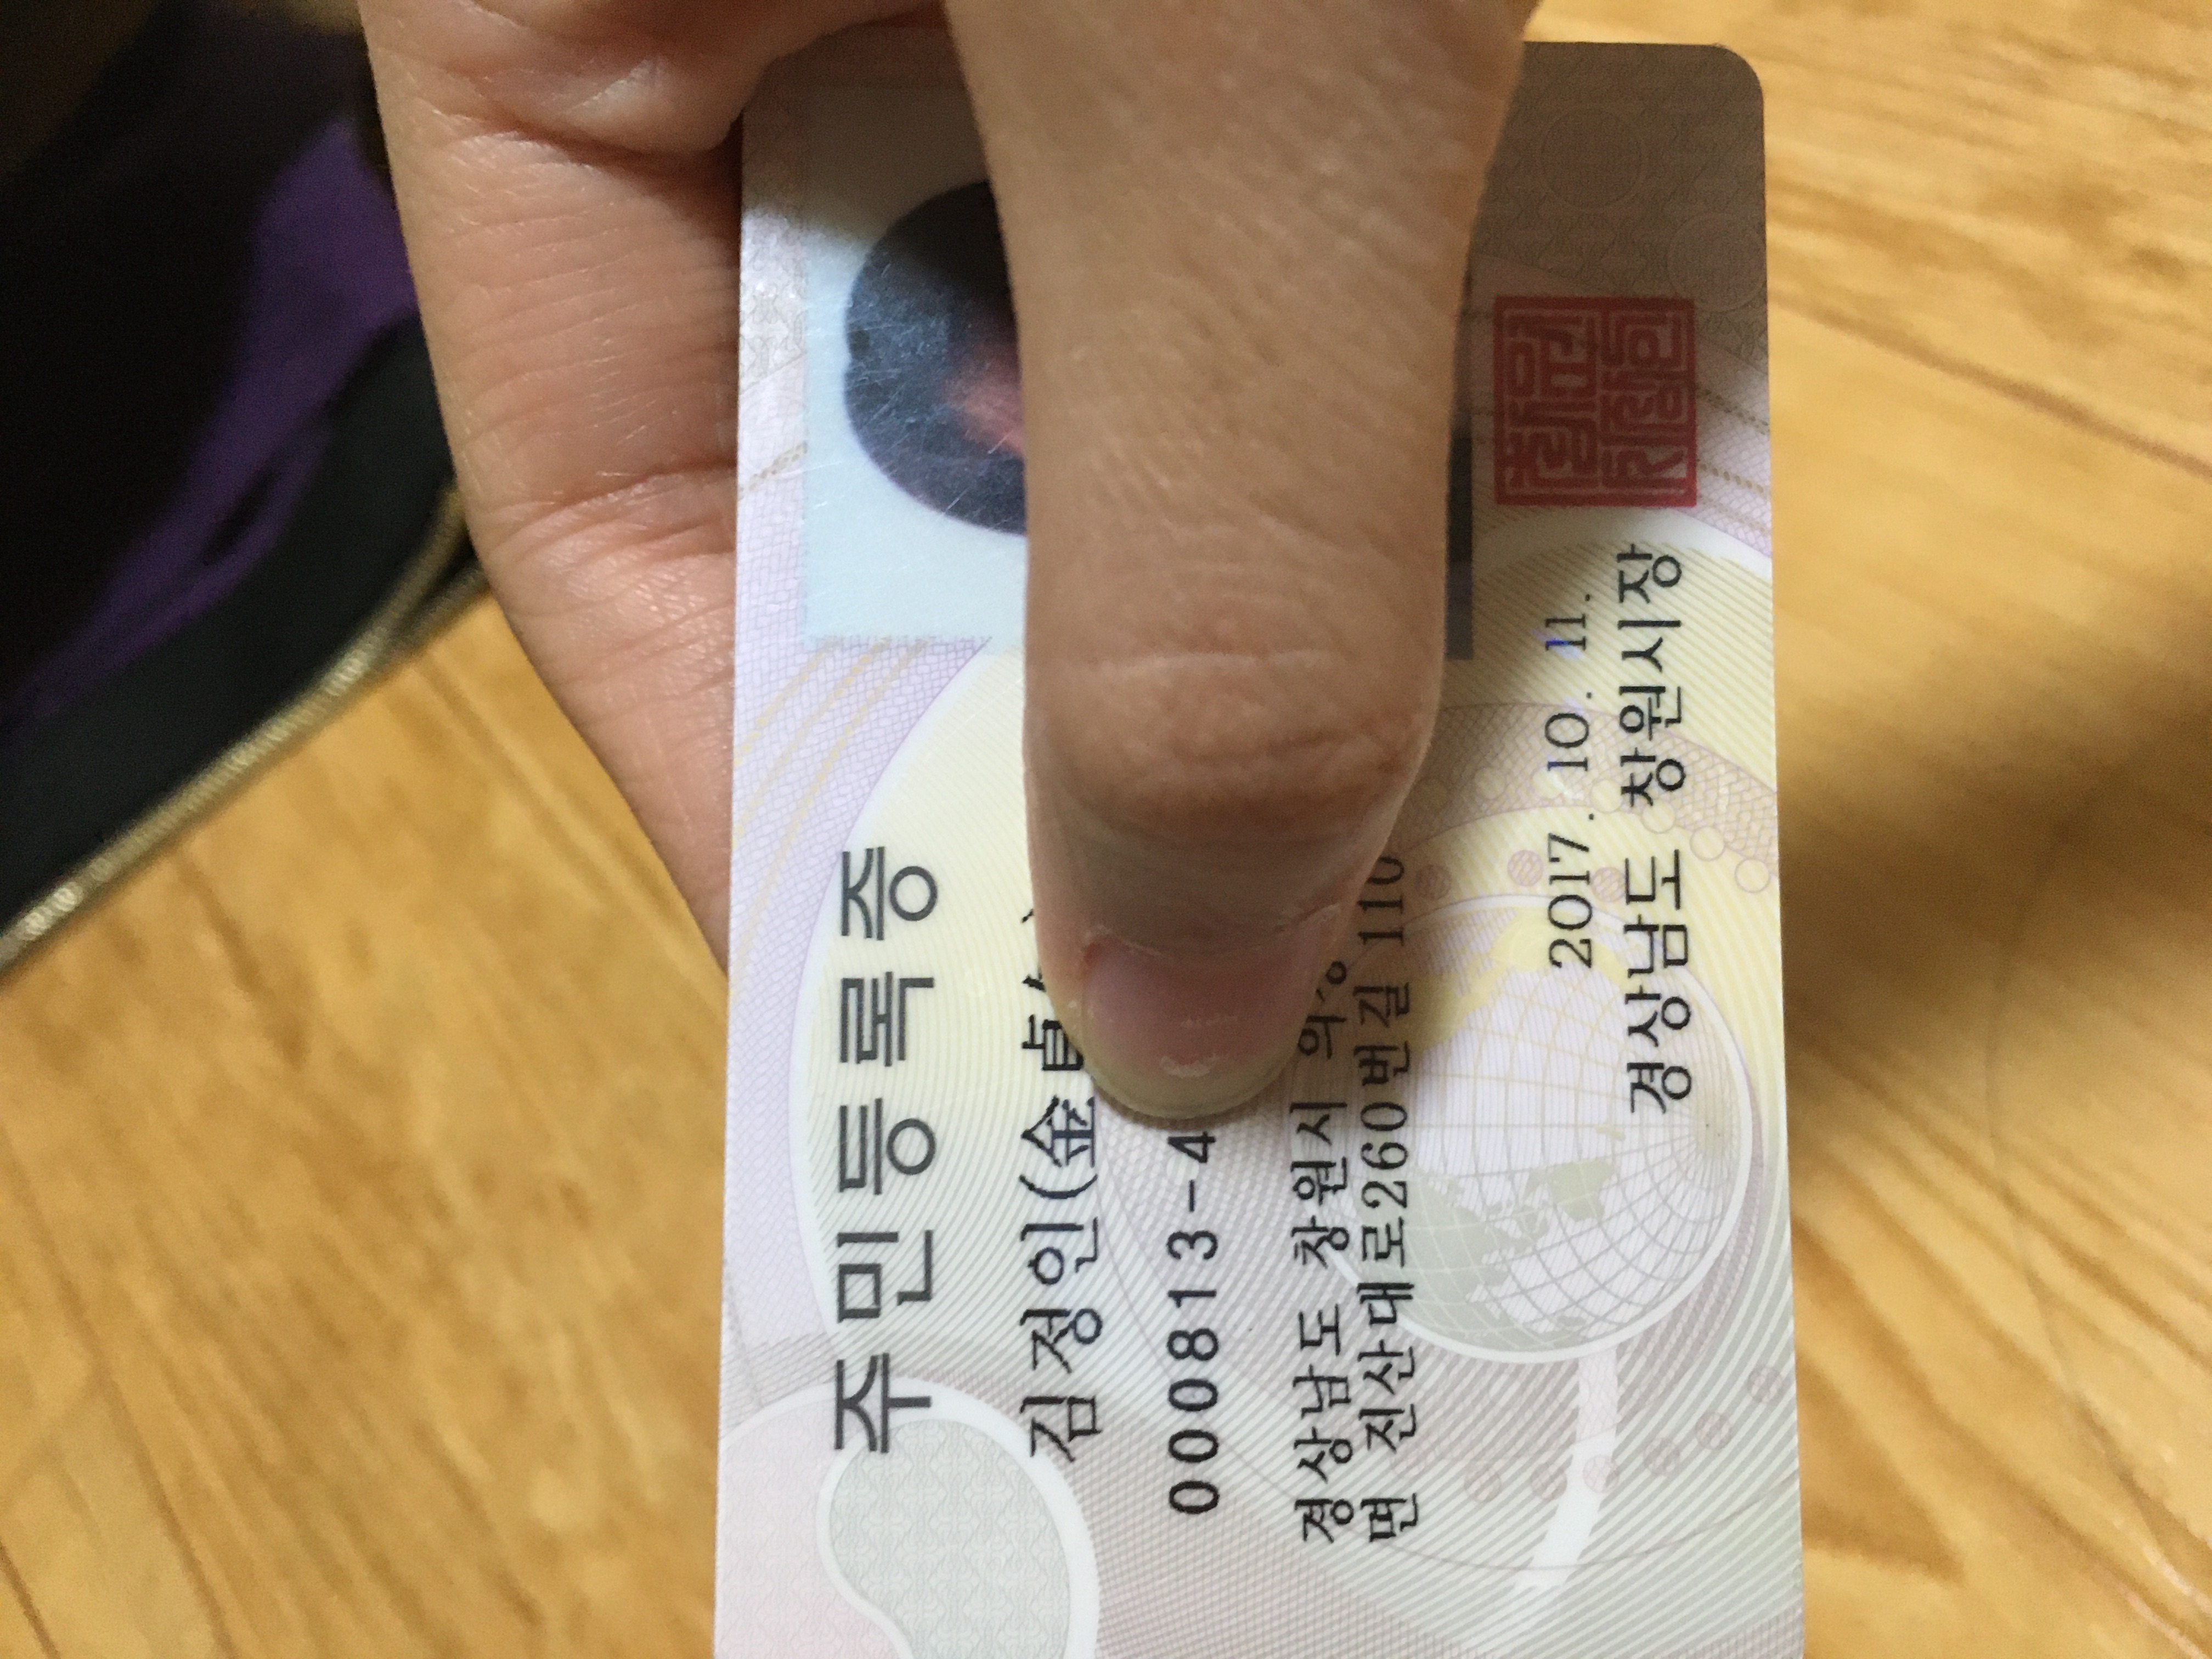 주민등록증
김정인(金貞
000813-4
경상남도 창원시
면 진산대로260번길 110
2017. 10. 11.
경상남도 창원시장